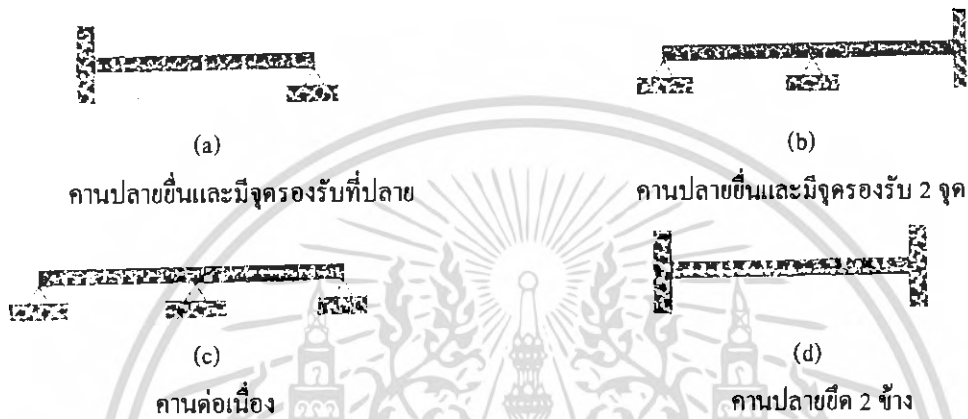 (a)
คานปลายยื่นและมีจุดรองรับที่ปลาย
(b)
คานปลายยื่นและมีจุดรองรับ 2 จุด
(c)
คานต่อเนื่อง
(d)
คานปลายยึด 2 ข้าง